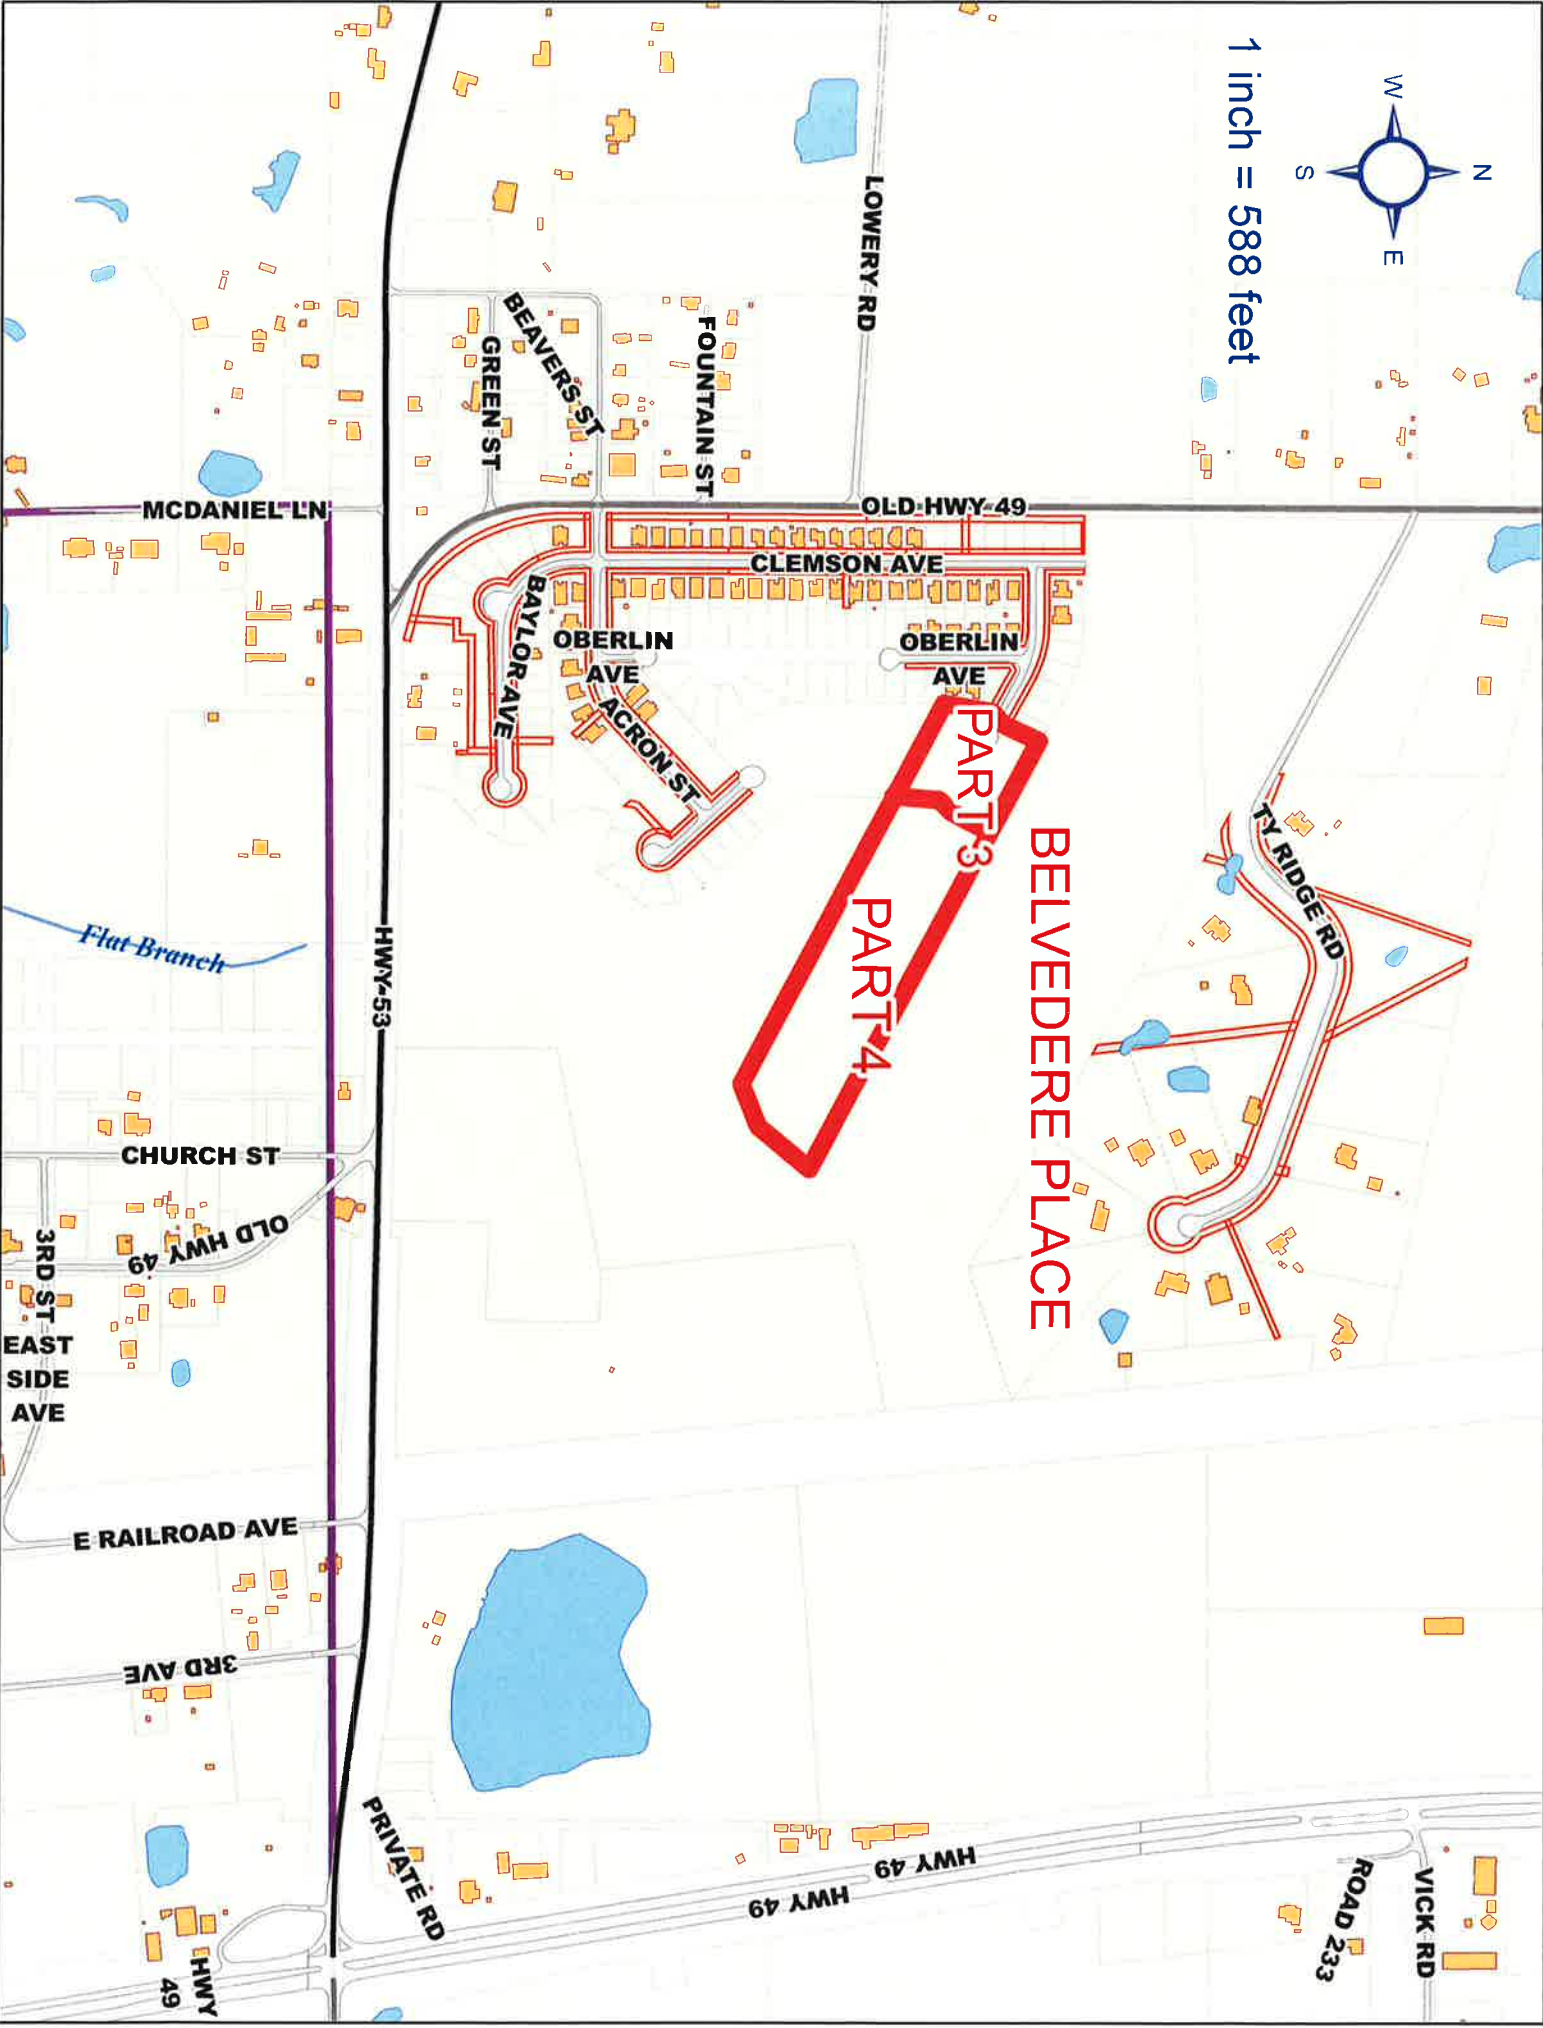 N
W
E
S
1 inch = 588 feet
LOWERY RD
FOUNTAIN ST
BEAVERS ST
GREEN ST
OLD HWY 49
MCDANIEL LN
CLEMSON AVE
BAYLOR AVE
OBERLIN
AVE
OBERLIN
AVE
ACRON ST
PART 3
PART 4
BELVEDERE PLACE
TY RIDGE RD
Flat Branch
HWY 53
CHURCH ST
OLD HWY 49
3RD ST
EAST
SIDE
AVE
E RAILROAD AVE
3RD AVE
PRIVATE RD
HWY 49
HWY 49
ROAD 233
VICK RD
HWY
49